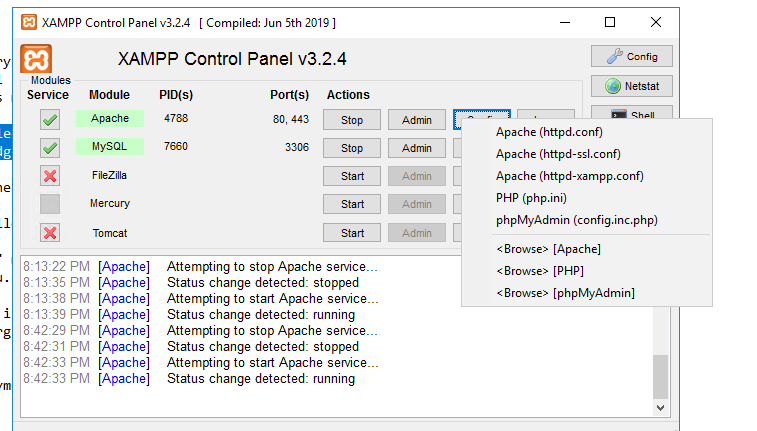 XAMPP Control Panel v3.2.4 [ Compiled: Jun 5th 2019 ]
XAMPP Control Panel v3.2.4
Config
Netstat
Shell
Modules
Service Module PID(s) Port(s) Actions
Apache 4788 80, 443 Stop Admin Config
MySQL 7660 3306 Stop Admin
FileZilla Start Admin
Mercury Start Admin
Tomcat Start Admin
Apache (httpd.conf)
Apache (httpd-ssl.conf)
Apache (httpd-xampp.conf)
PHP (php.ini)
phpMyAdmin (config.inc.php)
<Browse> [Apache]
<Browse> [PHP]
<Browse> [phpMyAdmin]
8:13:22 PM [Apache] Attempting to stop Apache service...
8:13:35 PM [Apache] Status change detected: stopped
8:13:38 PM [Apache] Attempting to start Apache service...
8:13:39 PM [Apache] Status change detected: running
8:42:29 PM [Apache] Attempting to stop Apache service...
8:42:31 PM [Apache] Status change detected: stopped
8:42:33 PM [Apache] Attempting to start Apache service...
8:42:33 PM [Apache] Status change detected: running